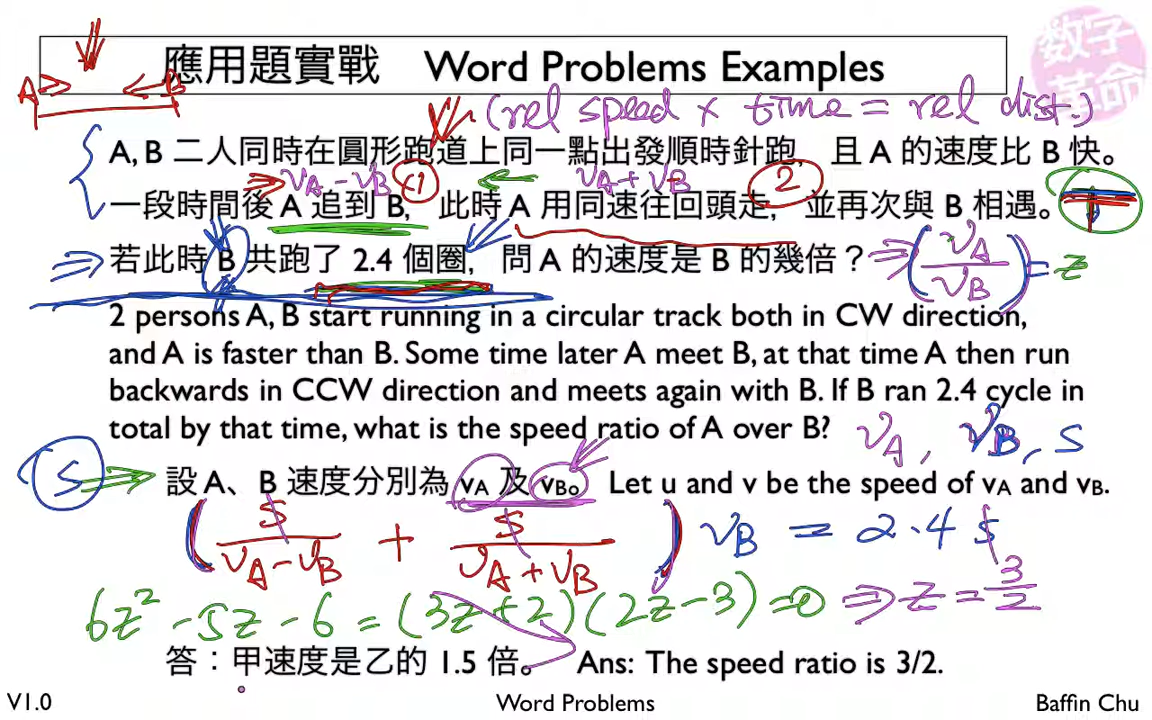 数字
革命
應用題實戰 Word Problems Examples
A B
(rel speed × time = rel dist.)
A, B 二人同時在圓形跑道上同一點出發順時針跑, 且 A 的速度比 B 快。
vA - vB (1) vA + vB 2
一段時間後 A 追到 B, 此時 A 用同速往回頭走, 並再次與 B 相遇。
若此時 B 共跑了 2.4 個圈, 問 A 的速度是 B 的幾倍？ ⇒ (vA/vB) = z
2 persons A, B start running in a circular track both in CW direction,
and A is faster than B. Some time later A meet B, at that time A then run
backwards in CCW direction and meets again with B. If B ran 2.4 cycle in
total by that time, what is the speed ratio of A over B?
vA, vB, s
S 設 A、B 速度分別為 vA 及 vB。 Let u and v be the speed of vA and vB.
(s/(vA - vB) + s/(vA + vB)) vB = 2.4 s
6z² - 5z - 6 = (3z + 2)(2z - 3) = 0 ⇒ z = 3/2
答：甲速度是乙的 1.5 倍。 Ans: The speed ratio is 3/2.
V1.0 Word Problems Baffin Chu